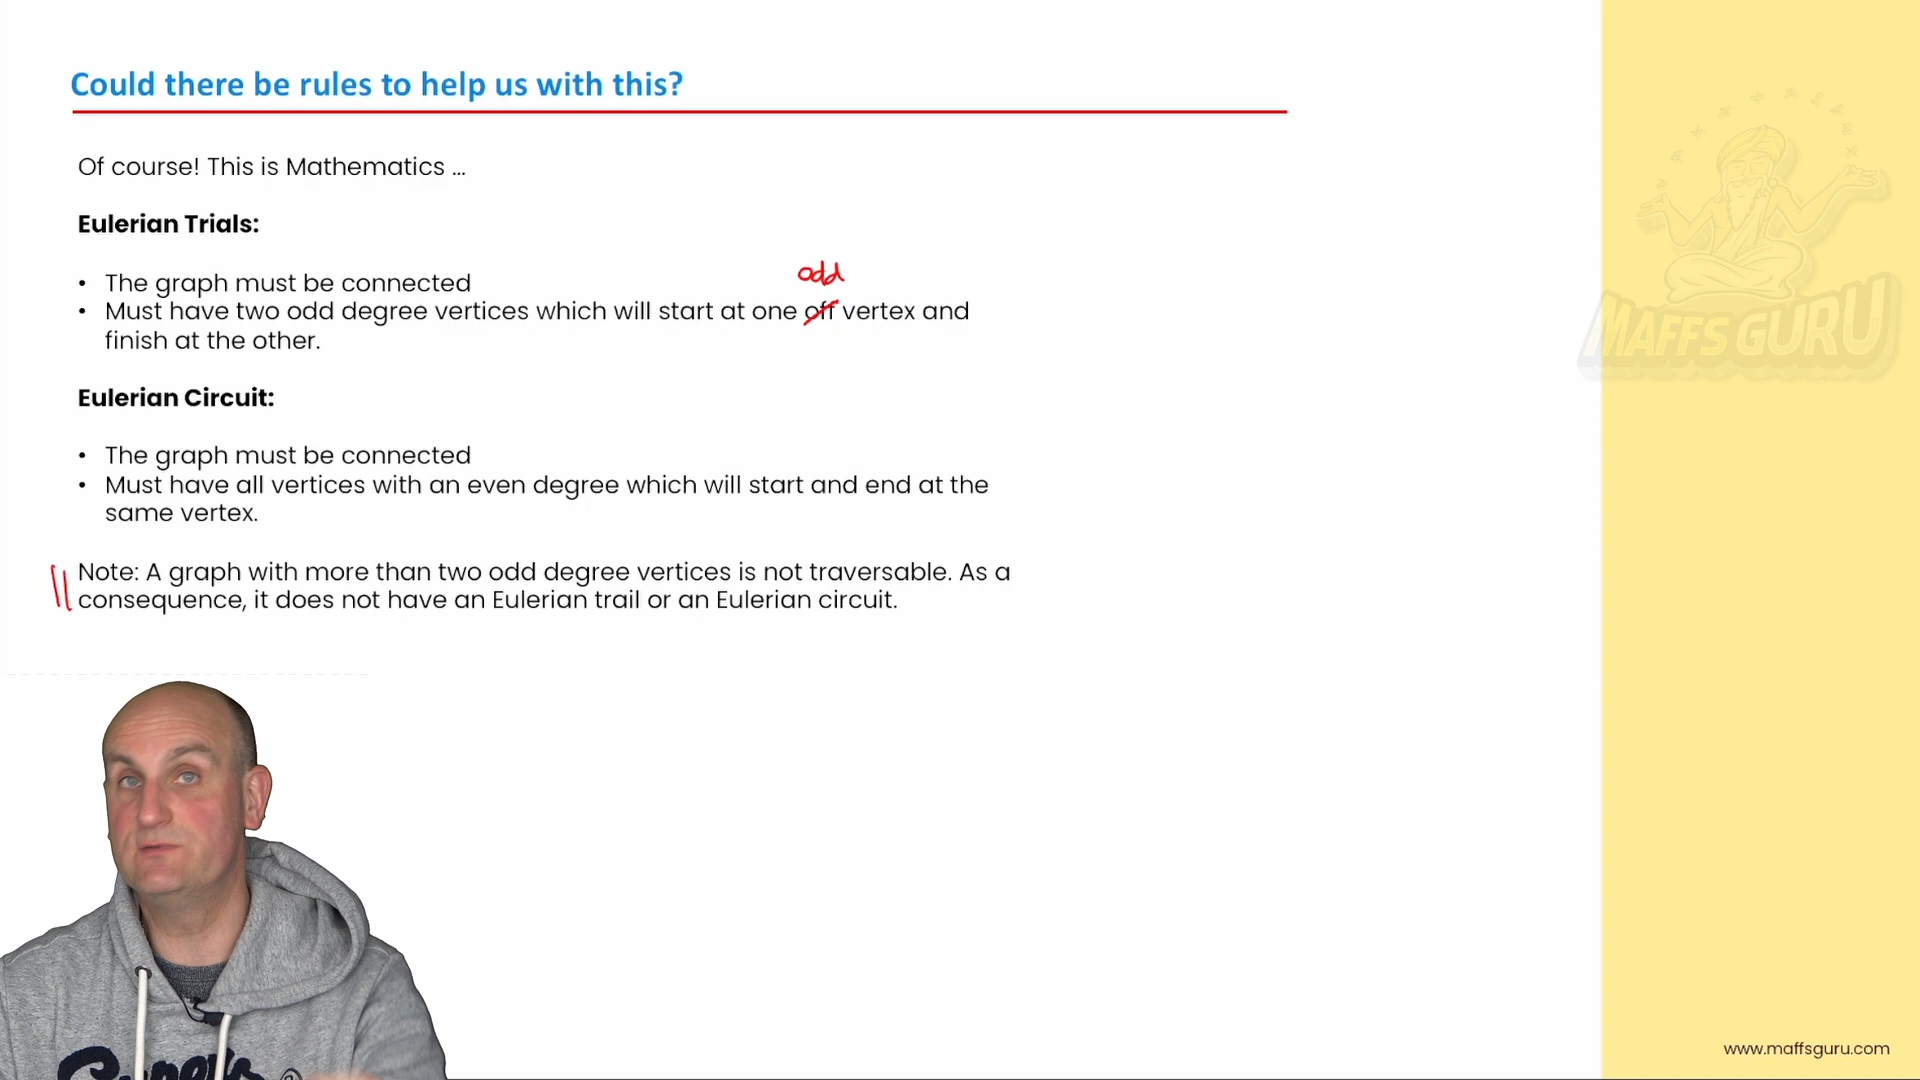 Could there be rules to help us with this?
Of course! This is Mathematics ...
Eulerian Trials:
• The graph must be connected
odd
• Must have two odd degree vertices which will start at one off vertex and
finish at the other.
Eulerian Circuit:
• The graph must be connected
• Must have all vertices with an even degree which will start and end at the
same vertex.
Note: A graph with more than two odd degree vertices is not traversable. As a
consequence, it does not have an Eulerian trail or an Eulerian circuit.
MAFFS GURU
www.maffsguru.com